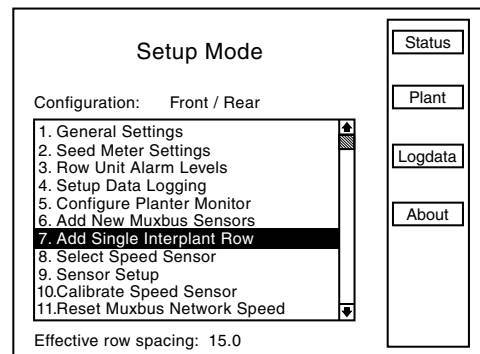 Setup Mode
Configuration: Front / Rear
1. General Settings
2. Seed Meter Settings
3. Row Unit Alarm Levels
4. Setup Data Logging
5. Configure Planter Monitor
6. Add New Muxbus Sensors
7. Add Single Interplant Row
8. Select Speed Sensor
9. Sensor Setup
10.Calibrate Speed Sensor
11.Reset Muxbus Network Speed
Effective row spacing: 15.0
Status
Plant
Logdata
About